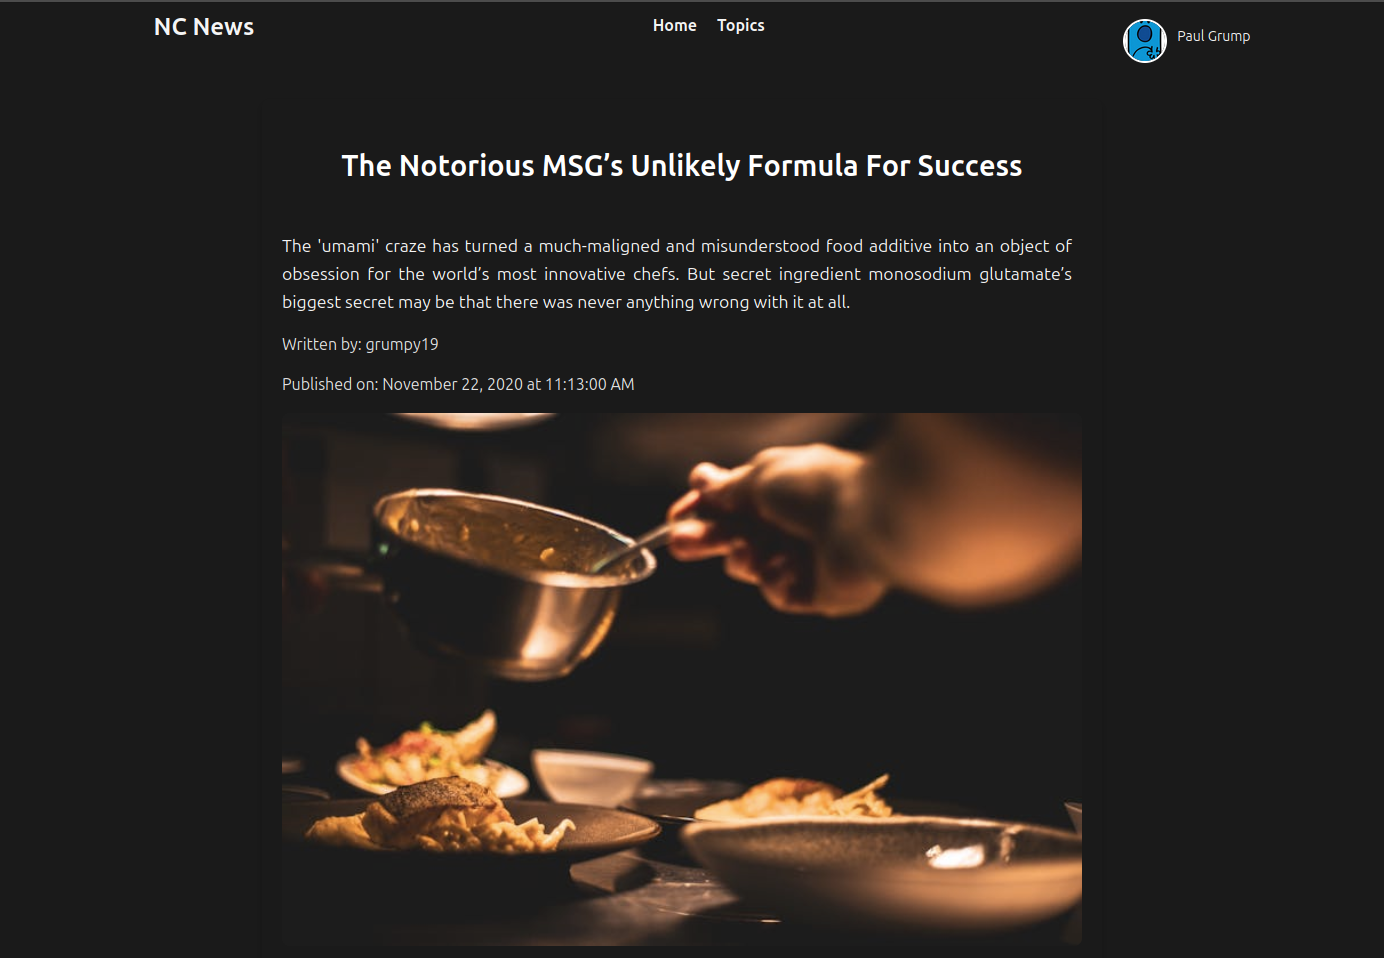 NC News
Home Topics
Paul Grump
The Notorious MSG’s Unlikely Formula For Success
The 'umami' craze has turned a much-maligned and misunderstood food additive into an object of
obsession for the world’s most innovative chefs. But secret ingredient monosodium glutamate’s
biggest secret may be that there was never anything wrong with it at all.
Written by: grumpy19
Published on: November 22, 2020 at 11:13:00 AM